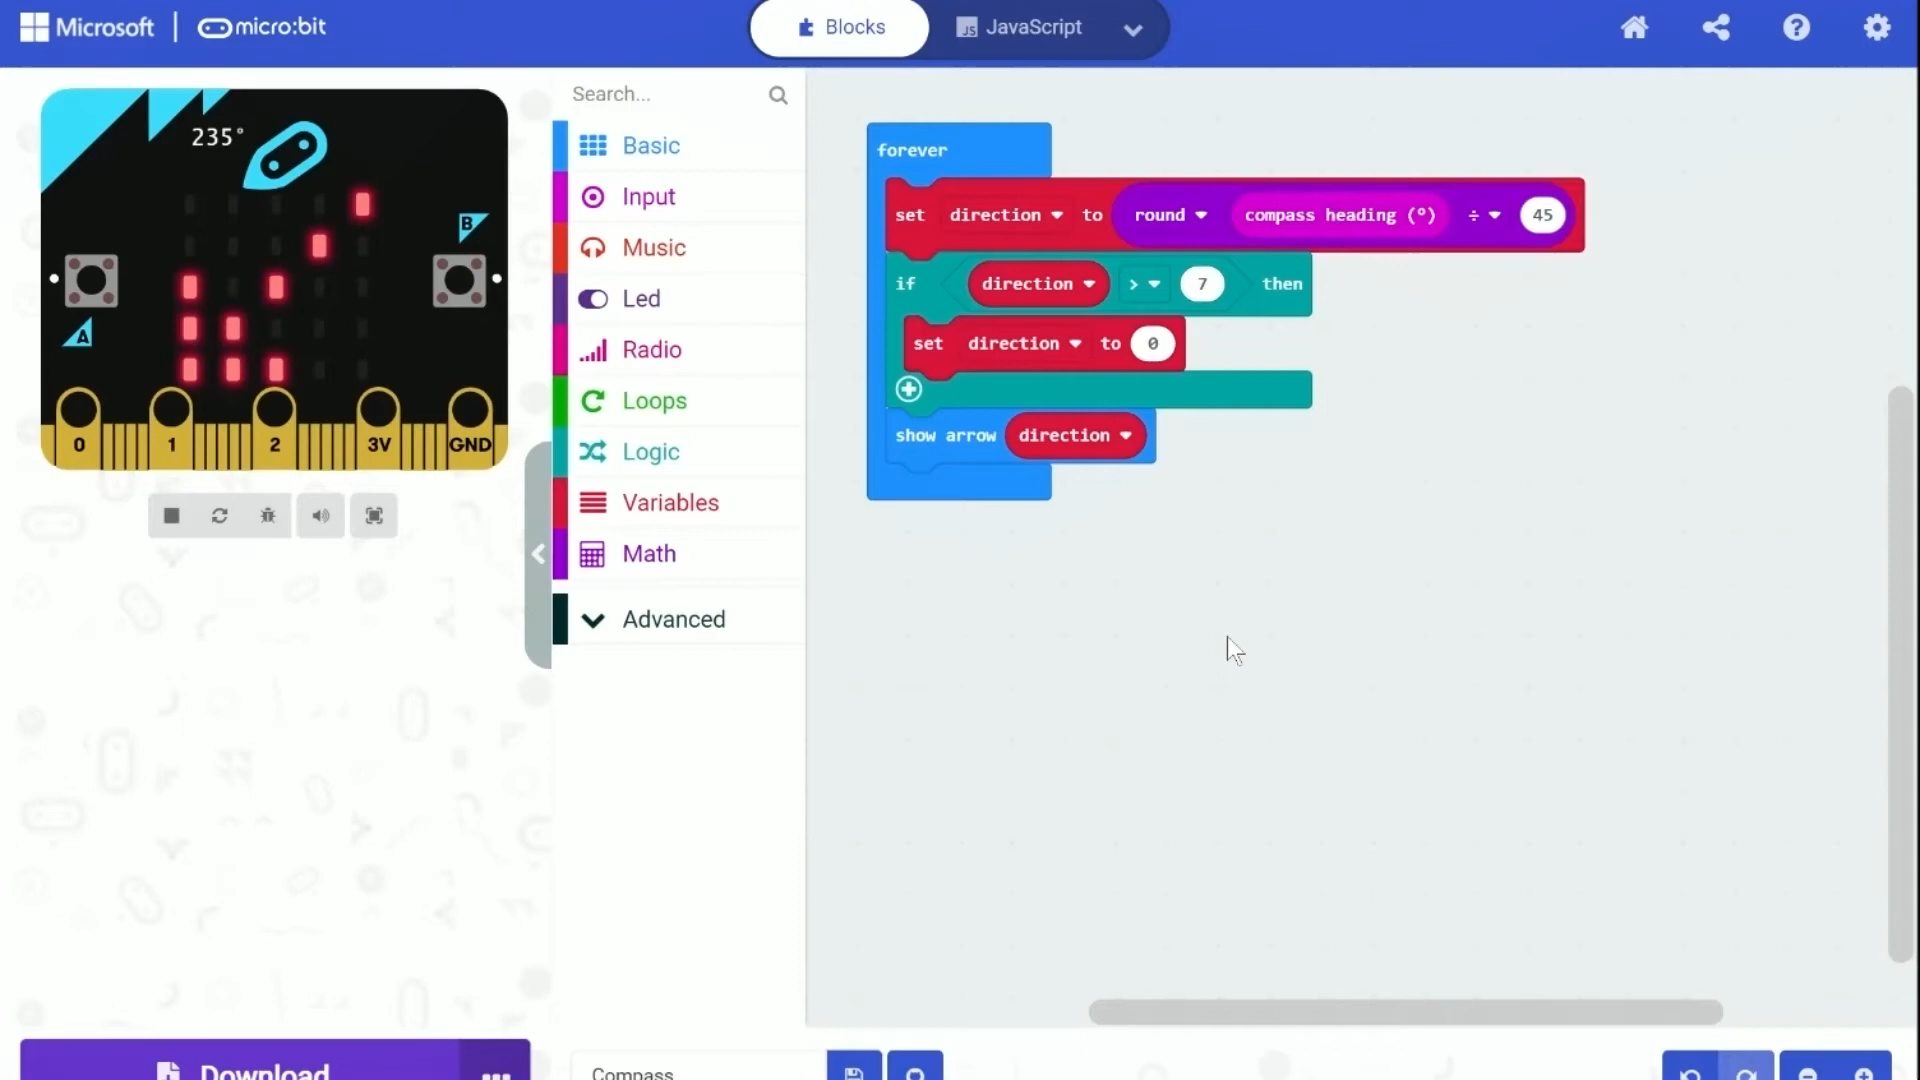 Microsoft | micro:bit
Blocks
JS JavaScript
235°
B
A
0 1 2 3V GND
Search...
Basic
Input
Music
Led
Radio
Loops
Logic
Variables
Math
Advanced
forever
set direction to round compass heading (°) ÷ 45
if direction > 7 then
set direction to 0
show arrow direction
Download
Compass